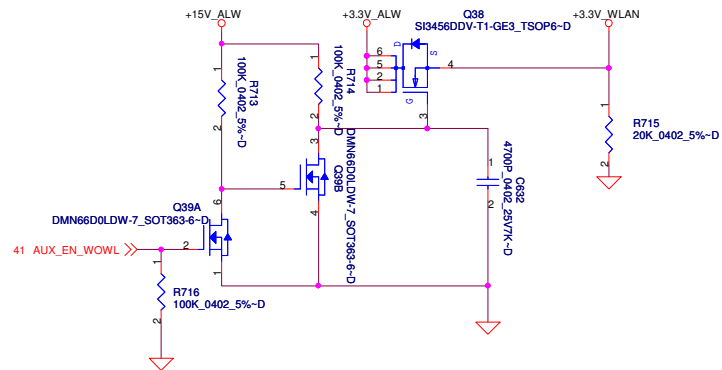 +15V_ALW
+3.3V_ALW
Q38
SI3456DDV-T1-GE3_TSOP6~D
+3.3V_WLAN
D
S
G
6
5
2
1
4
3
1
R713
100K_0402_5%~D
2
1
R714
100K_0402_5%~D
2
R715
20K_0402_5%~D
1
2
3
Q39B
DMN66D0LDW-7_SOT363-6~D
5
4
1
C632
4700P_0402_25V7K~D
2
Q39A
DMN66D0LDW-7_SOT363-6~D
6
2
1
41 AUX_EN_WOWL
1
R716
100K_0402_5%~D
2